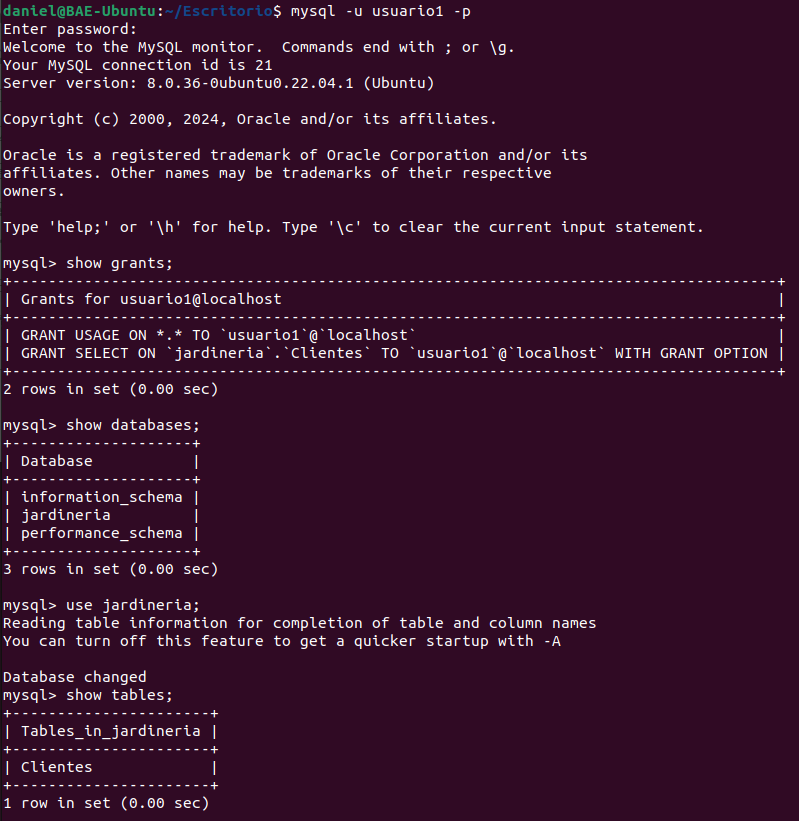 daniel@BAE-Ubuntu:~/Escritorio$ mysql -u usuario1 -p
Enter password:
Welcome to the MySQL monitor.  Commands end with ; or \g.
Your MySQL connection id is 21
Server version: 8.0.36-0ubuntu0.22.04.1 (Ubuntu)

Copyright (c) 2000, 2024, Oracle and/or its affiliates.

Oracle is a registered trademark of Oracle Corporation and/or its
affiliates. Other names may be trademarks of their respective
owners.

Type 'help;' or '\h' for help. Type '\c' to clear the current input statement.

mysql> show grants;
+-------------------------------------------------------------------------------------+
| Grants for usuario1@localhost                                                       |
+-------------------------------------------------------------------------------------+
| GRANT USAGE ON *.* TO `usuario1`@`localhost`                                        |
| GRANT SELECT ON `jardineria`.`Clientes` TO `usuario1`@`localhost` WITH GRANT OPTION |
+-------------------------------------------------------------------------------------+
2 rows in set (0.00 sec)

mysql> show databases;
+--------------------+
| Database           |
+--------------------+
| information_schema |
| jardineria         |
| performance_schema |
+--------------------+
3 rows in set (0.00 sec)

mysql> use jardineria;
Reading table information for completion of table and column names
You can turn off this feature to get a quicker startup with -A

Database changed
mysql> show tables;
+----------------------+
| Tables_in_jardineria |
+----------------------+
| Clientes             |
+----------------------+
1 row in set (0.00 sec)